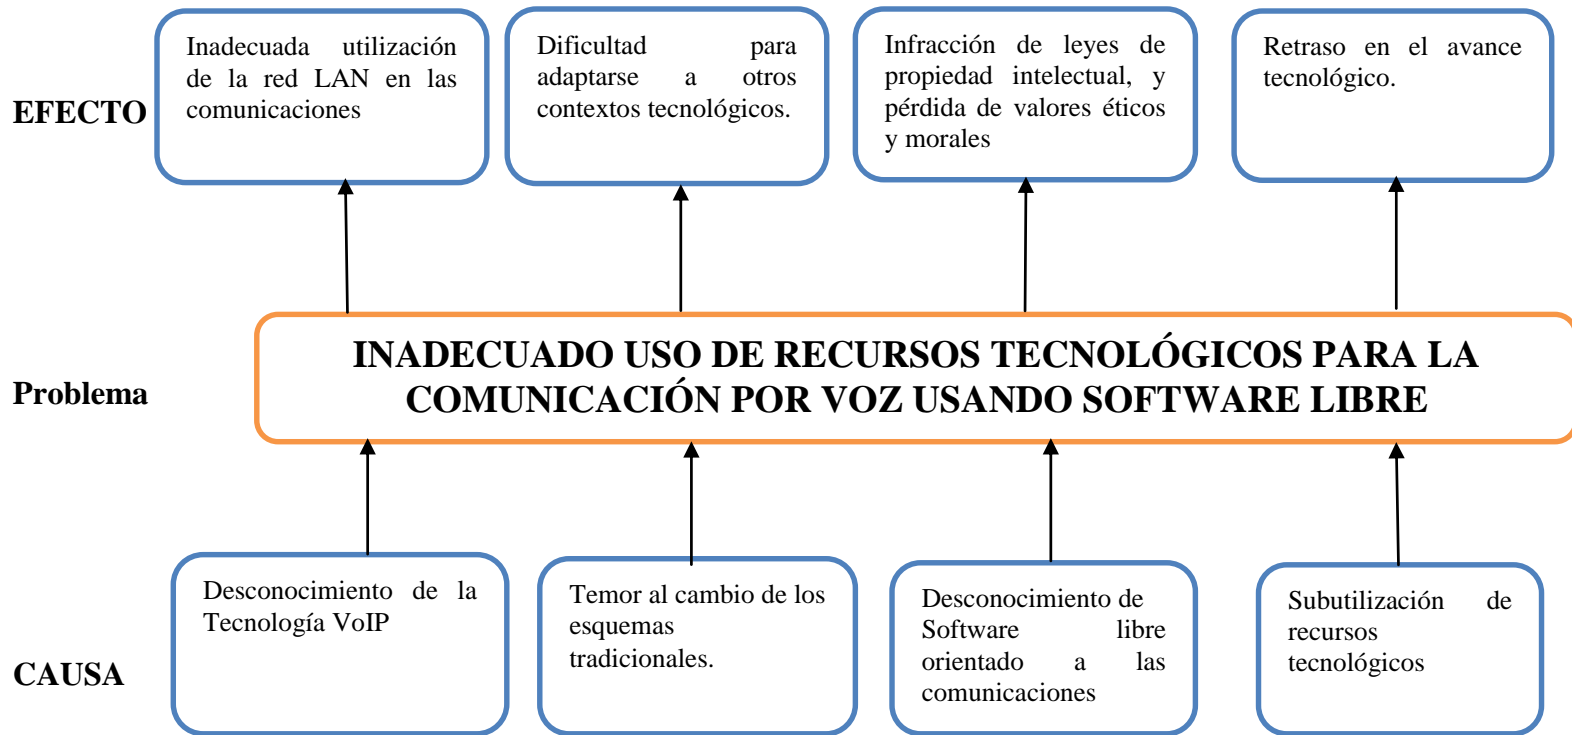 Inadecuada utilización
de la red LAN en las
comunicaciones
Dificultad para
adaptarse a otros
contextos tecnológicos.
Infracción de leyes de
propiedad intelectual, y
pérdida de valores éticos
y morales
Retraso en el avance
tecnológico.
EFECTO
INADECUADO USO DE RECURSOS TECNOLÓGICOS PARA LA
COMUNICACIÓN POR VOZ USANDO SOFTWARE LIBRE
Problema
Desconocimiento de la
Tecnología VoIP
Temor al cambio de los
esquemas
tradicionales.
Desconocimiento de
Software libre
orientado a las
comunicaciones
Subutilización de
recursos
tecnológicos
CAUSA